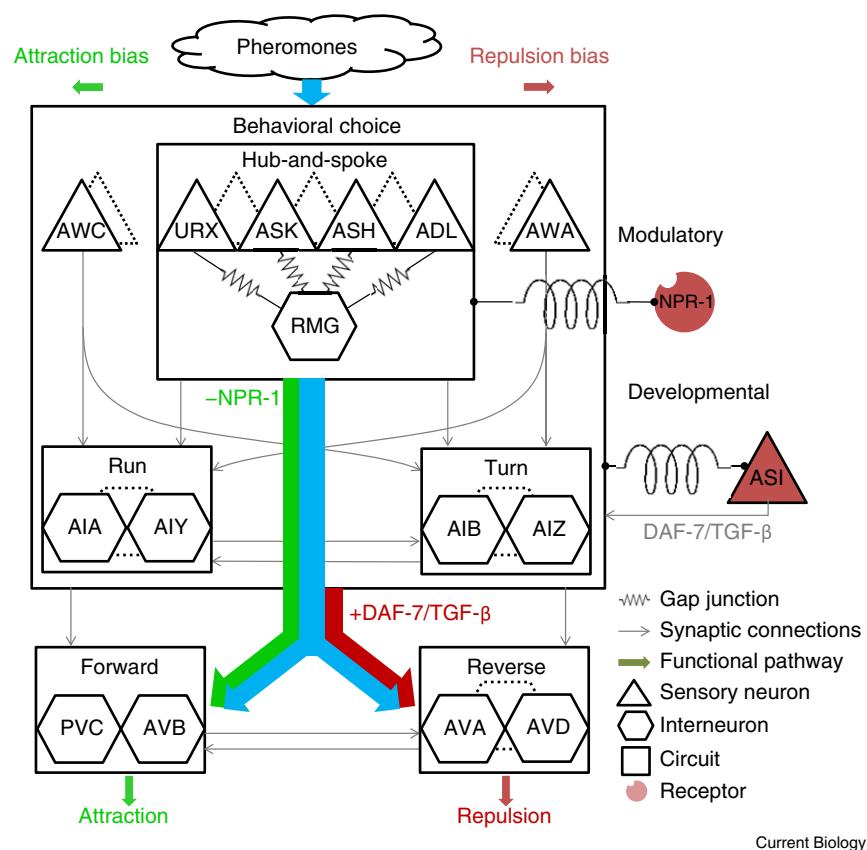 Pheromones
Attraction bias
Repulsion bias
Behavioral choice
Hub-and-spoke
AWC
URX
ASK
ASH
ADL
AWA
RMG
Modulatory
NPR-1
–NPR-1
Developmental
ASI
DAF-7/TGF-β
Run
AIA
AIY
Turn
AIB
AIZ
+DAF-7/TGF-β
Forward
PVC
AVB
Reverse
AVA
AVD
Attraction
Repulsion
Gap junction
Synaptic connections
Functional pathway
Sensory neuron
Interneuron
Circuit
Receptor
Current Biology